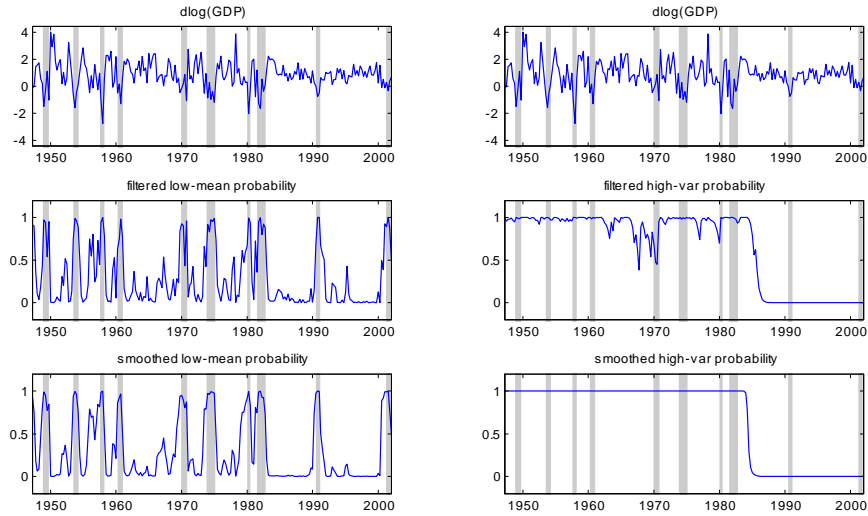 dlog(GDP)
4
2
0
-2
-4
1950 1960 1970 1980 1990 2000
filtered low-mean probability
1
0.5
0
1950 1960 1970 1980 1990 2000
smoothed low-mean probability
1
0.5
0
1950 1960 1970 1980 1990 2000
dlog(GDP)
4
2
0
-2
-4
1950 1960 1970 1980 1990 2000
filtered high-var probability
1
0.5
0
1950 1960 1970 1980 1990 2000
smoothed high-var probability
1
0.5
0
1950 1960 1970 1980 1990 2000